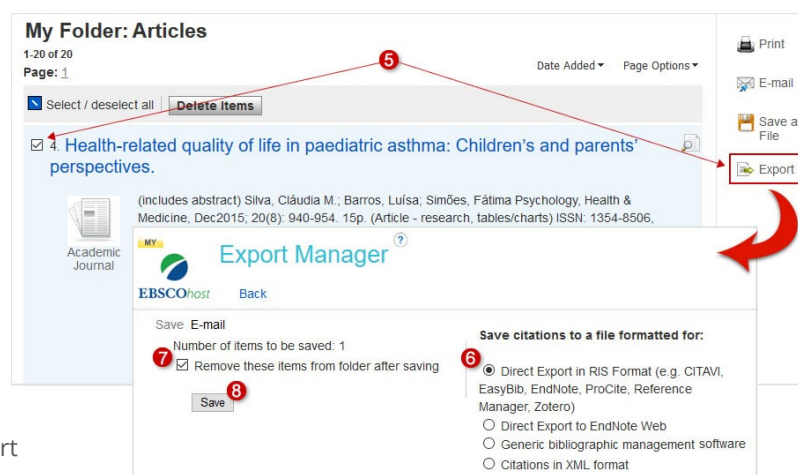 My Folder: Articles
1-20 of 20
Page: 1
5
Date Added
Page Options
Select / deselect all
Delete Items
4. Health-related quality of life in paediatric asthma: Children's and parents'
perspectives.
(includes abstract) Silva, Cláudia M.; Barros, Luísa; Simões, Fátima Psychology, Health &
Medicine, Dec2015; 20(8): 940-954. 15p. (Article - research, tables/charts) ISSN: 1354-8506,
Academic
Journal
Print
E-mail
Save a
File
Export
MY
EBSCOhost
Export Manager
?
Back
Save E-mail
Number of items to be saved: 1
7
Remove these items from folder after saving
8
Save
Save citations to a file formatted for:
6
Direct Export in RIS Format (e.g. CITAVI,
EasyBib, EndNote, ProCite, Reference
Manager, Zotero)
Direct Export to EndNote Web
Generic bibliographic management software
Citations in XML format
rt